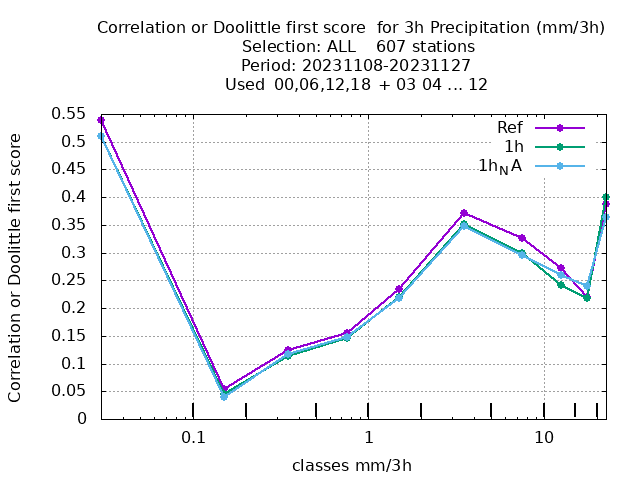 Correlation or Doolittle first score  for 3h Precipitation (mm/3h)
Selection: ALL    607 stations
Period: 20231108-20231127
Used  00,06,12,18  + 03 04 ... 12
Ref
1h
1h_NA
Correlation or Doolittle first score
0.55
0.5
0.45
0.4
0.35
0.3
0.25
0.2
0.15
0.1
0.05
0
0.1 1 10
classes mm/3h